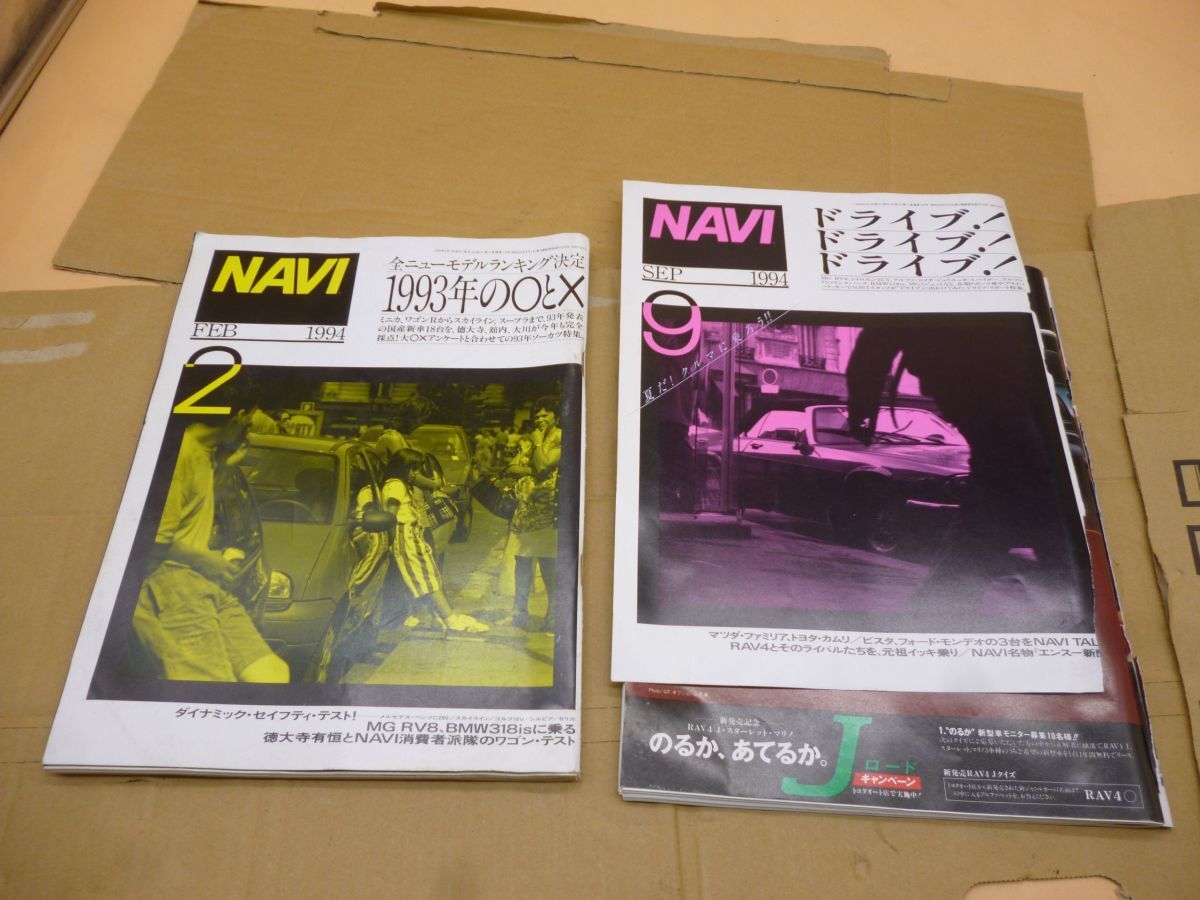 NAVI
FEB 1994
2
全ニューモデルランキング決定
1993年の○と×
ミニカ、ワゴンRからスカイライン、スープラまで、93年発表
の国産新車18台を、徳大寺、舘内、大川が今年も完全
採点!大○×アンケートと合わせての93年ソーカツ特集。
ダイナミック・セイフティ・テスト!
MG RV8、BMW318isに乗る
徳大寺有恒とNAVI消費者派隊のワゴン・テスト
NAVI
SEP 1994
9
ドライブ!
ドライブ!
ドライブ!
夏だ!クルマに乗ろう!!
マツダ・ファミリア、トヨタ・カムリ/ビスタ、フォード・モンデオの3台をNAVI TAL
RAV4とそのライバルたちを、元祖イッキ乗り/NAVI名物“エンスー新
新発売記念
RAV4 J・スターレット・マリノ
のるか、あてるか。
Jロード
キャンペーン
トヨタオート店で実施中!
1.“のるか” 新型車モニター募集10名様!!
新発売RAV4 Jクイズ
RAV4○